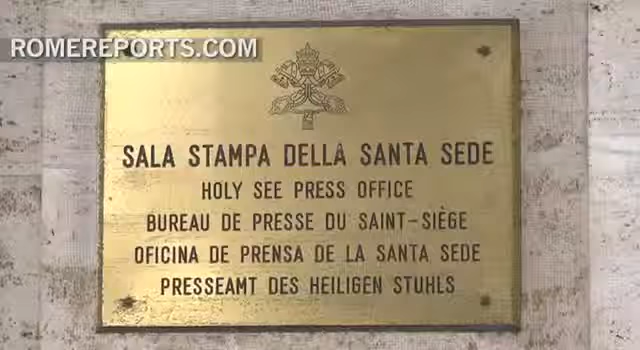 ROMEREPORTS.COM
SALA STAMPA DELLA SANTA SEDE
HOLY SEE PRESS OFFICE
BUREAU DE PRESSE DU SAINT-SIÈGE
OFICINA DE PRENSA DE LA SANTA SEDE
PRESSEAMT DES HEILIGEN STUHLS